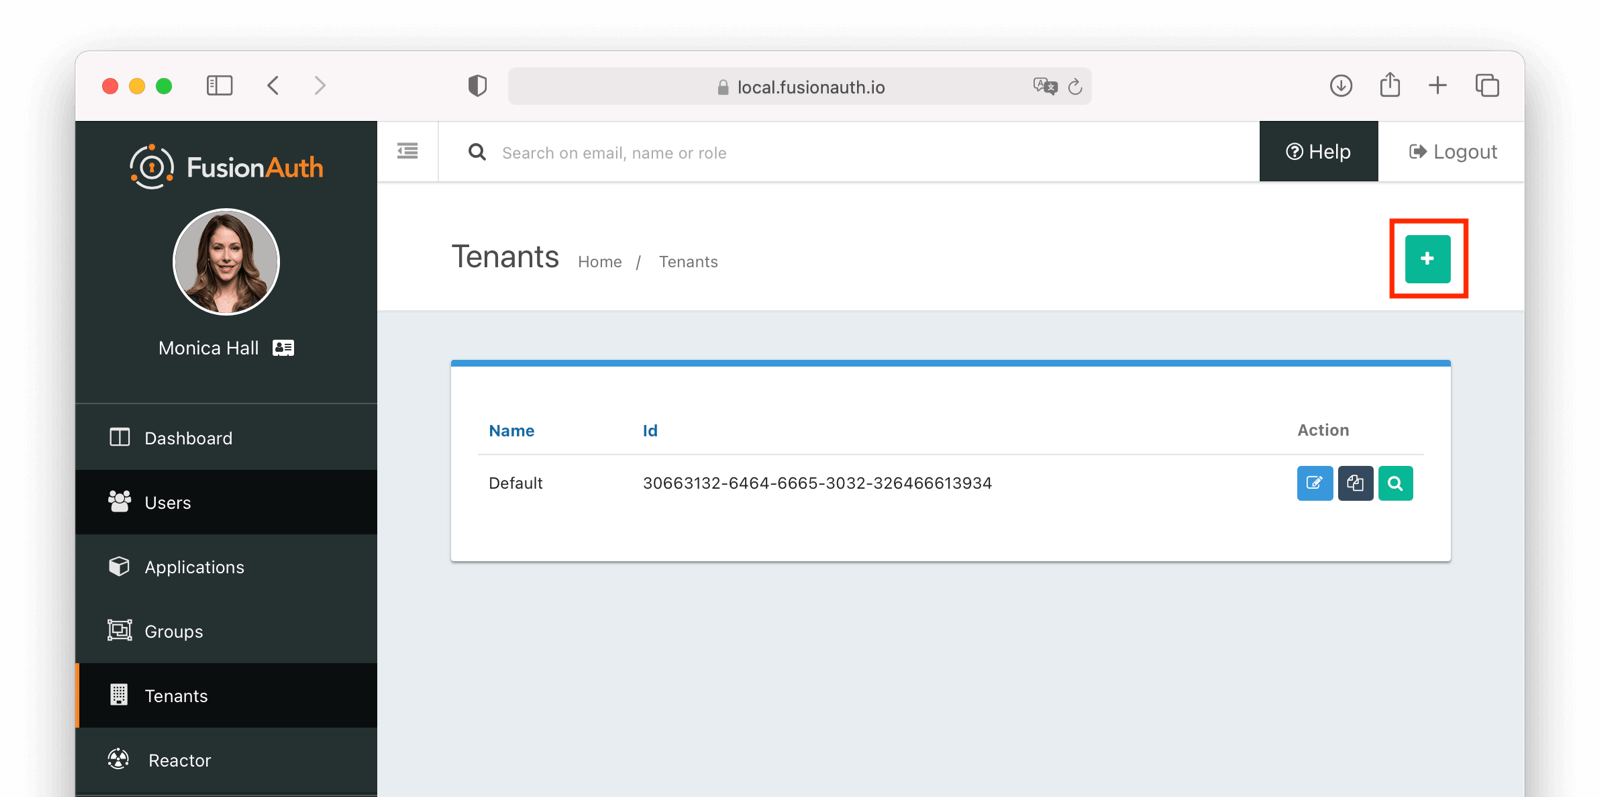 local.fusionauth.io
FusionAuth
Search on email, name or role
Help
Logout
Monica Hall
Dashboard
Users
Applications
Groups
Tenants
Reactor
Tenants Home / Tenants
Name Id Action
Default 30663132-6464-6665-3032-326466613934